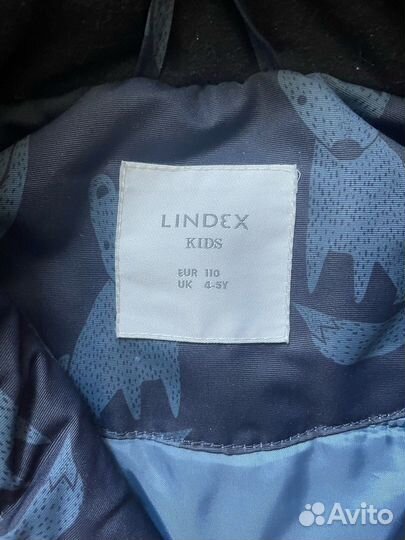 LINDEX
KIDS
EUR 110
UK 4-5Y
Avito